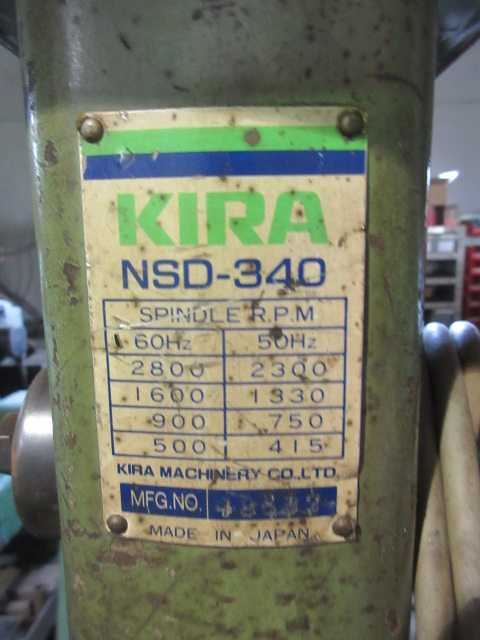 KIRA
NSD-340
SPINDLE R.P.M
60Hz 50Hz
2800 2300
1600 1330
900 750
500 415
KIRA MACHINERY CO.,LTD.
MFG.NO.
MADE IN JAPAN